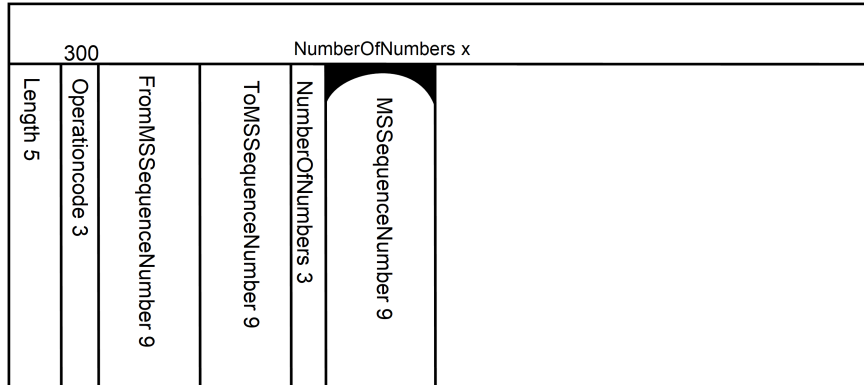 300
NumberOfNumbers x
Length 5
Operationcode 3
FromMSSequenceNumber 9
ToMSSequenceNumber 9
NumberOfNumbers 3
MSSequenceNumber 9